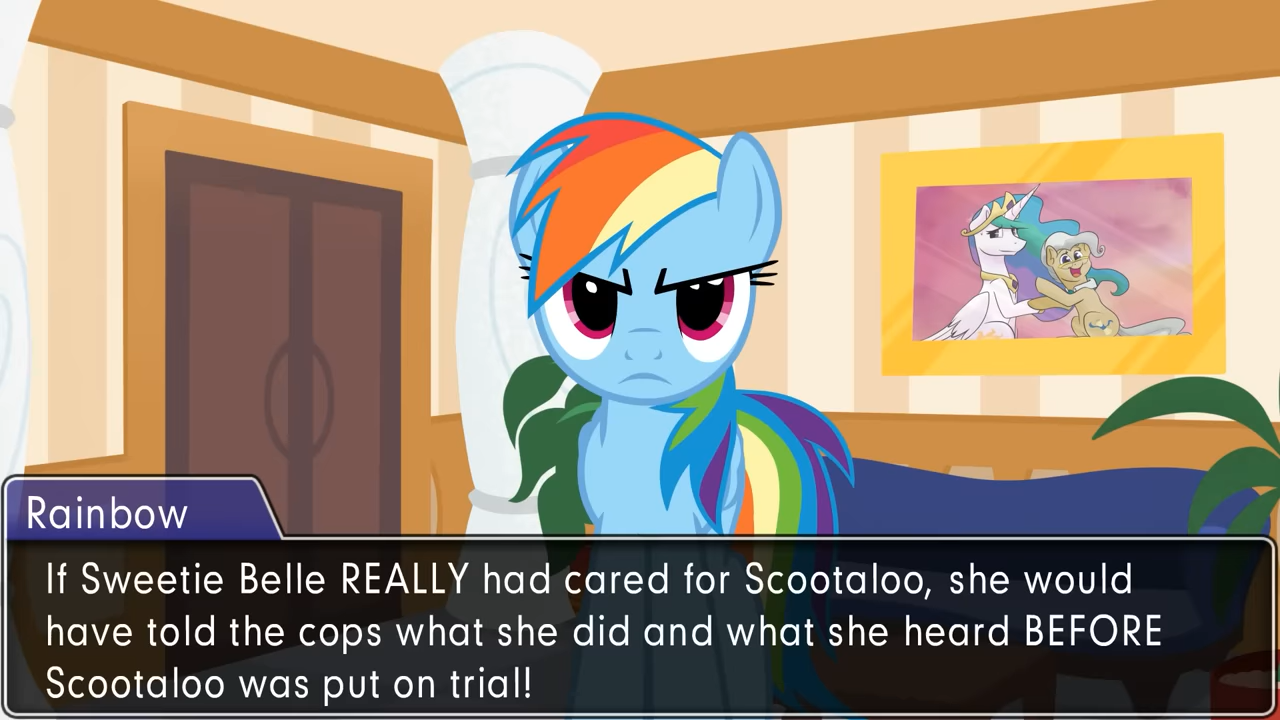 Rainbow
If Sweetie Belle REALLY had cared for Scootaloo, she would
have told the cops what she did and what she heard BEFORE
Scootaloo was put on trial!